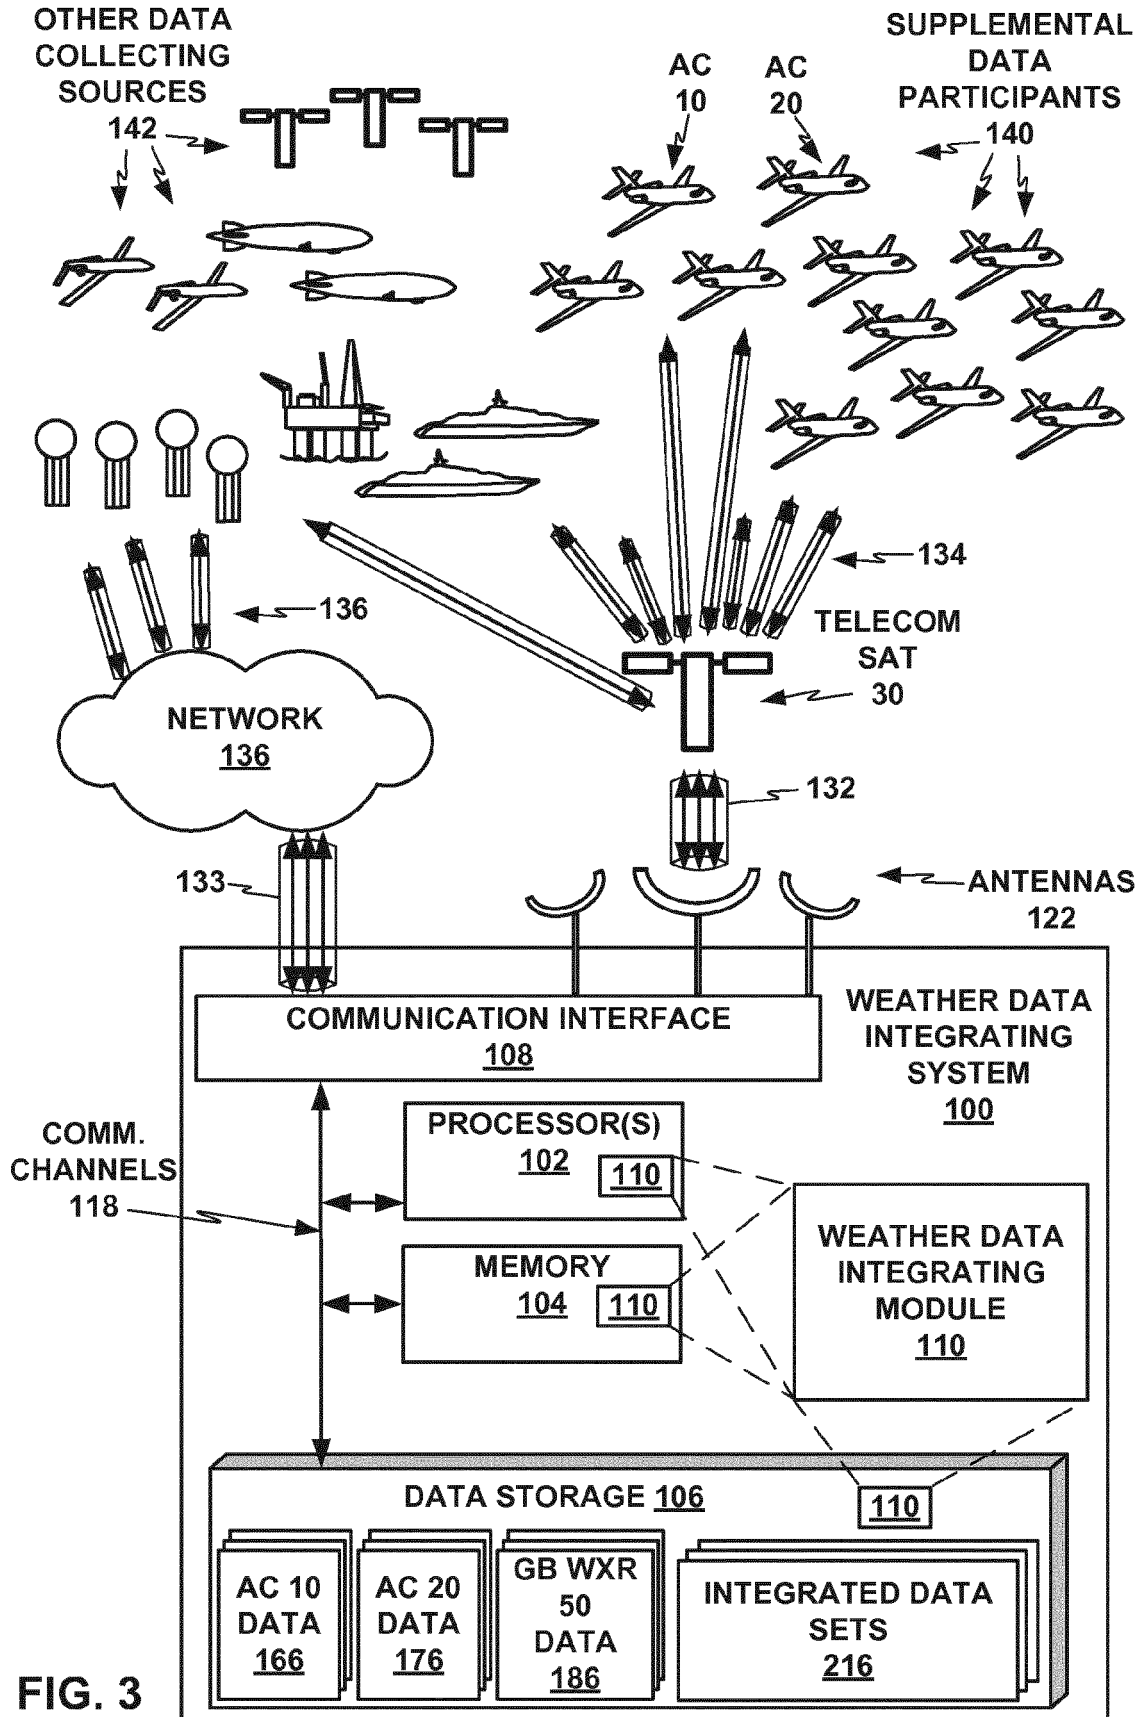 OTHER DATA
COLLECTING
SOURCES
142
AC
10
AC
20
SUPPLEMENTAL
DATA
PARTICIPANTS
140
134
136
TELECOM
SAT
30
NETWORK
136
132
133
ANTENNAS
122
COMMUNICATION INTERFACE
108
WEATHER DATA
INTEGRATING
SYSTEM
100
COMM.
CHANNELS
118
PROCESSOR(S)
102
110
MEMORY
104
110
WEATHER DATA
INTEGRATING
MODULE
110
DATA STORAGE 106
110
AC 10
DATA
166
AC 20
DATA
176
GB WXR
50
DATA
186
INTEGRATED DATA
SETS
216
FIG. 3